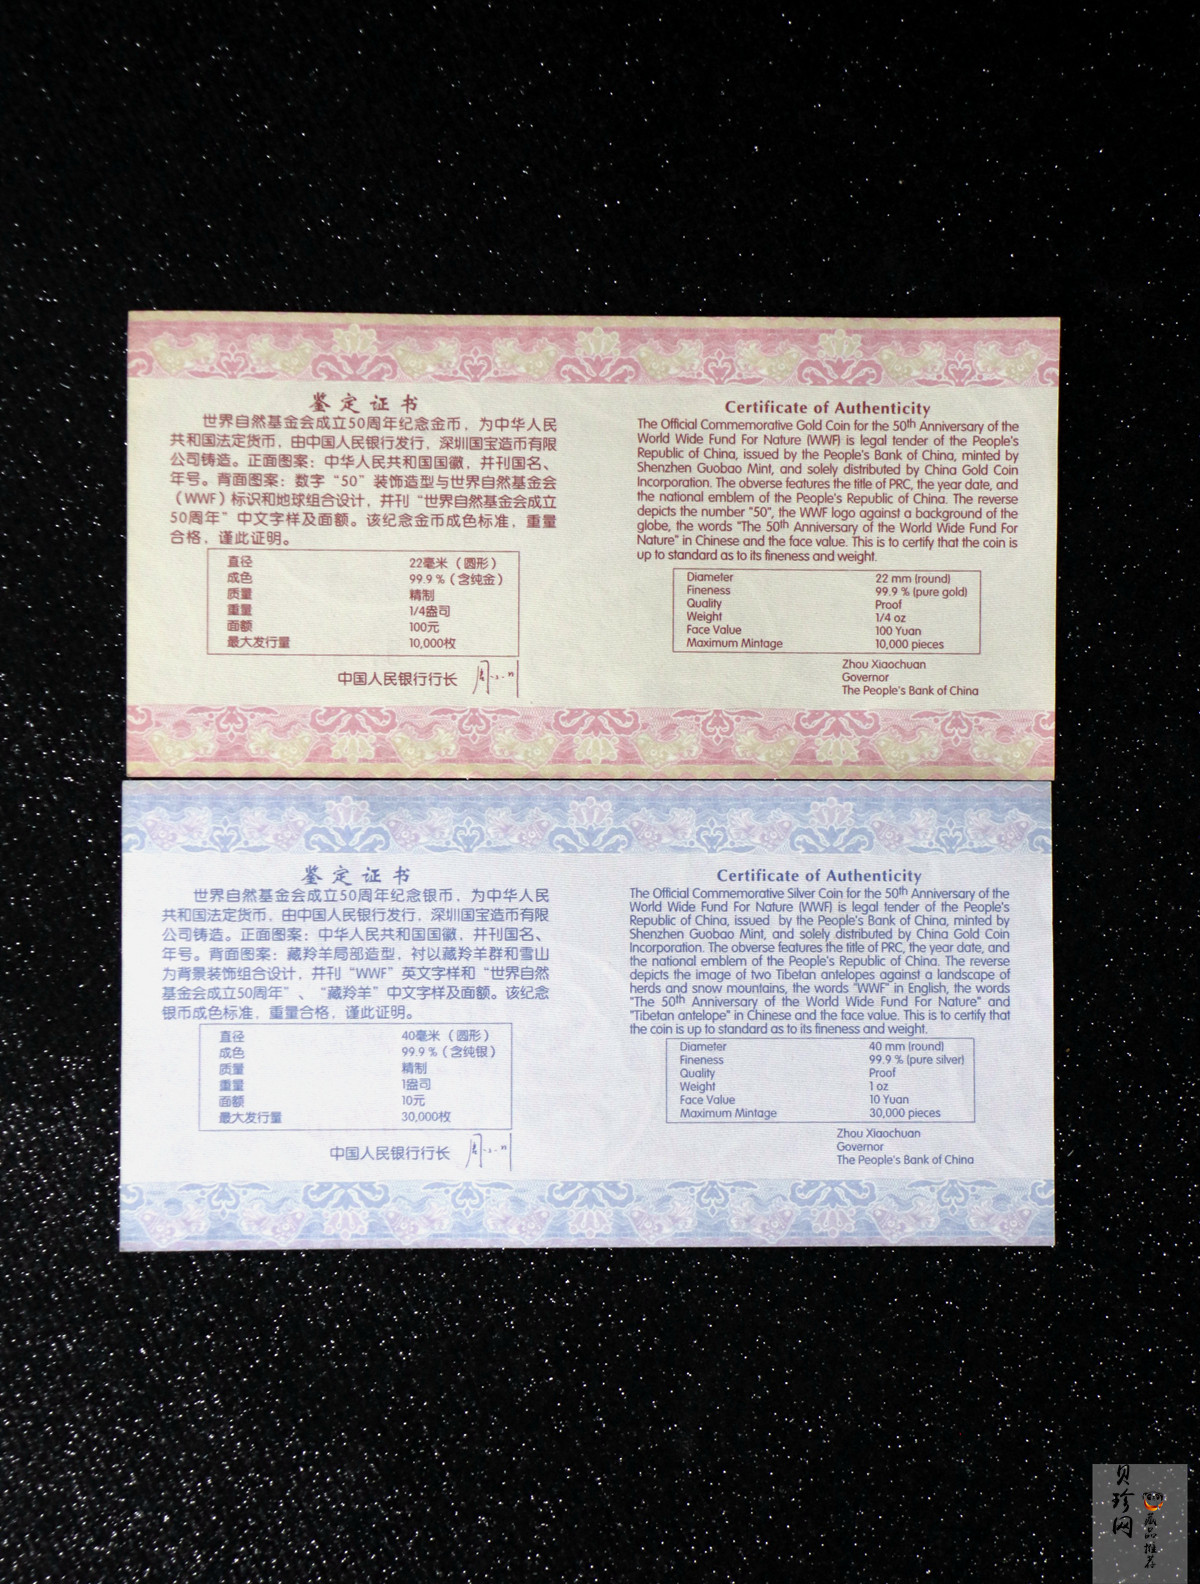 鉴定证书
世界自然基金会成立50周年纪念金币，为中华人民
共和国法定货币，由中国人民银行发行，深圳国宝造币有限
公司铸造。正面图案：中华人民共和国国徽，并刊国名、
年号。背面图案：数字“50”装饰造型与世界自然基金会
（WWF）标识和地球组合设计，并刊“世界自然基金会成立
50周年”中文字样及面额。该纪念金币成色标准，重量
合格，谨此证明。
直径 22毫米（圆形）
成色 99.9％（含纯金）
质量 精制
重量 1/4盎司
面额 100元
最大发行量 10,000枚
中国人民银行行长
Certificate of Authenticity
The Official Commemorative Gold Coin for the 50th Anniversary of the
World Wide Fund For Nature (WWF) is legal tender of the People's
Republic of China, issued by the People's Bank of China, minted by
Shenzhen Guobao Mint, and solely distributed by China Gold Coin
Incorporation. The obverse features the title of PRC, the year date, and
the national emblem of the People's Republic of China. The reverse
depicts the number "50", the WWF logo against a background of the
globe, the words "The 50th Anniversary of the World Wide Fund For
Nature" in Chinese and the face value. This is to certify that the coin is
up to standard as to its fineness and weight.
Diameter 22 mm (round)
Fineness 99.9 % (pure gold)
Quality Proof
Weight 1/4 oz
Face Value 100 Yuan
Maximum Mintage 10,000 pieces
Zhou Xiaochuan
Governor
The People's Bank of China
鉴定证书
世界自然基金会成立50周年纪念银币，为中华人民
共和国法定货币，由中国人民银行发行，深圳国宝造币有限
公司铸造。正面图案：中华人民共和国国徽，并刊国名、
年号。背面图案：藏羚羊局部造型，衬以藏羚羊群和雪山
为背景装饰组合设计，并刊“WWF”英文字样和“世界自然
基金会成立50周年”、“藏羚羊”中文字样及面额。该纪念
银币成色标准，重量合格，谨此证明。
直径 40毫米（圆形）
成色 99.9％（含纯银）
质量 精制
重量 1盎司
面额 10元
最大发行量 30,000枚
中国人民银行行长
Certificate of Authenticity
The Official Commemorative Silver Coin for the 50th Anniversary of the
World Wide Fund For Nature (WWF) is legal tender of the People's
Republic of China, issued by the People's Bank of China, minted by
Shenzhen Guobao Mint, and solely distributed by China Gold Coin
Incorporation. The obverse features the title of PRC, the year date, and
the national emblem of the People's Republic of China. The reverse
depicts the image of two Tibetan antelopes against a landscape of
herds and snow mountains, the words "WWF" in English, the words
"The 50th Anniversary of the World Wide Fund For Nature" and
"Tibetan antelope" in Chinese and the face value. This is to certify that
the coin is up to standard as to its fineness and weight.
Diameter 40 mm (round)
Fineness 99.9 % (pure silver)
Quality Proof
Weight 1 oz
Face Value 10 Yuan
Maximum Mintage 30,000 pieces
Zhou Xiaochuan
Governor
The People's Bank of China
贝珍网
藏品推荐